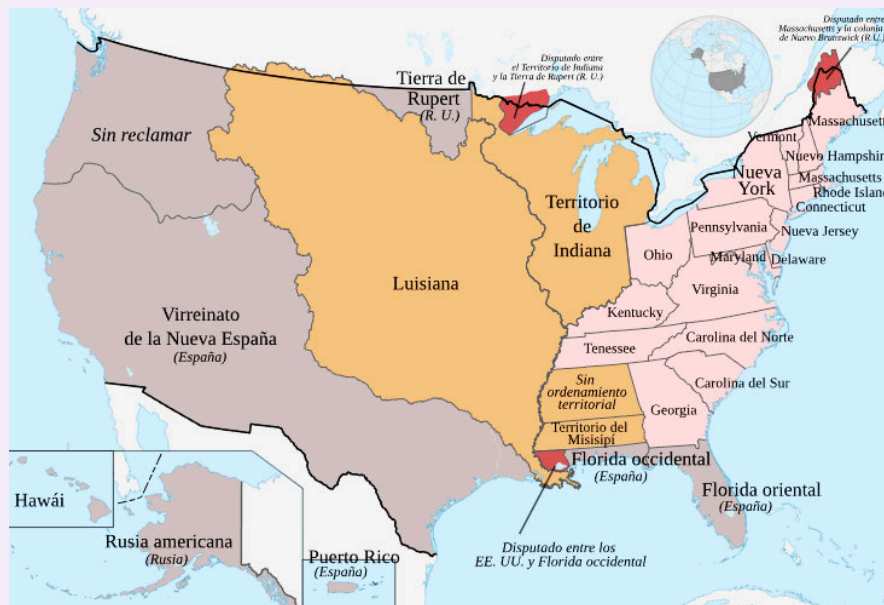 Disputado entre
Massachusetts y la colonia
de Nuevo Brunswick (R.U.)
Disputado entre
el Territorio de Indiana
y la Tierra de Rupert (R. U.)
Tierra de
Rupert
(R. U.)
Sin reclamar
Massachusetts
Vermont
Nuevo Hampshire
Nueva
York
Massachusetts
Rhode Island
Connecticut
Territorio
de
Indiana
Pennsylvania
Nueva Jersey
Ohio
Maryland
Delaware
Luisiana
Virginia
Virreinato
de la Nueva España
(España)
Kentucky
Carolina del Norte
Tenessee
Sin
ordenamiento
territorial
Carolina del Sur
Georgia
Territorio del
Misisipí
Florida occidental
(España)
Florida oriental
(España)
Hawái
Rusia americana
(Rusia)
Puerto Rico
(España)
Disputado entre los
EE. UU. y Florida occidental